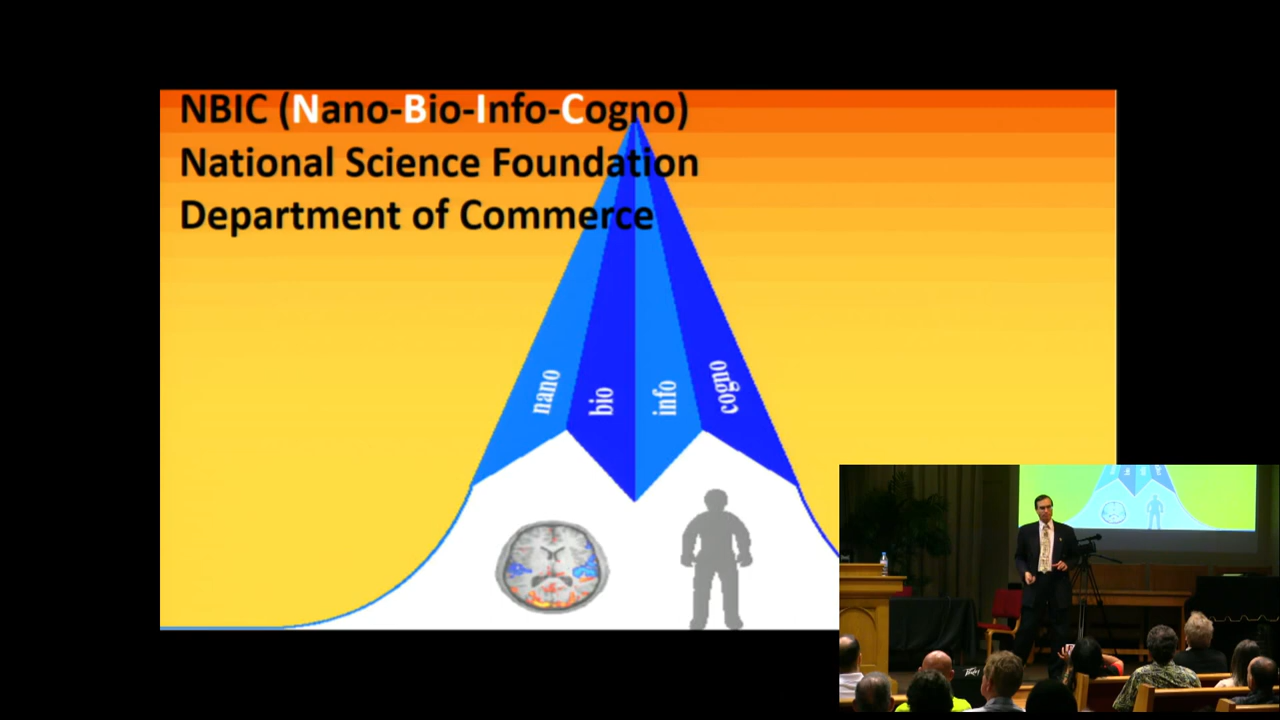 NBIC (Nano-Bio-Info-Cogno)
National Science Foundation
Department of Commerce
nano
bio
info
cogno